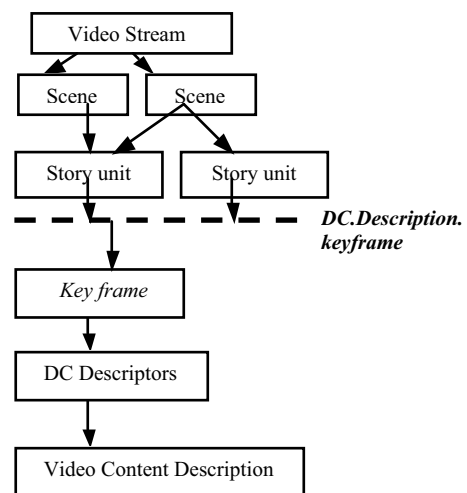 Video Stream
Scene
Scene
Story unit
Story unit
DC.Description.
keyframe
Key frame
DC Descriptors
Video Content Description